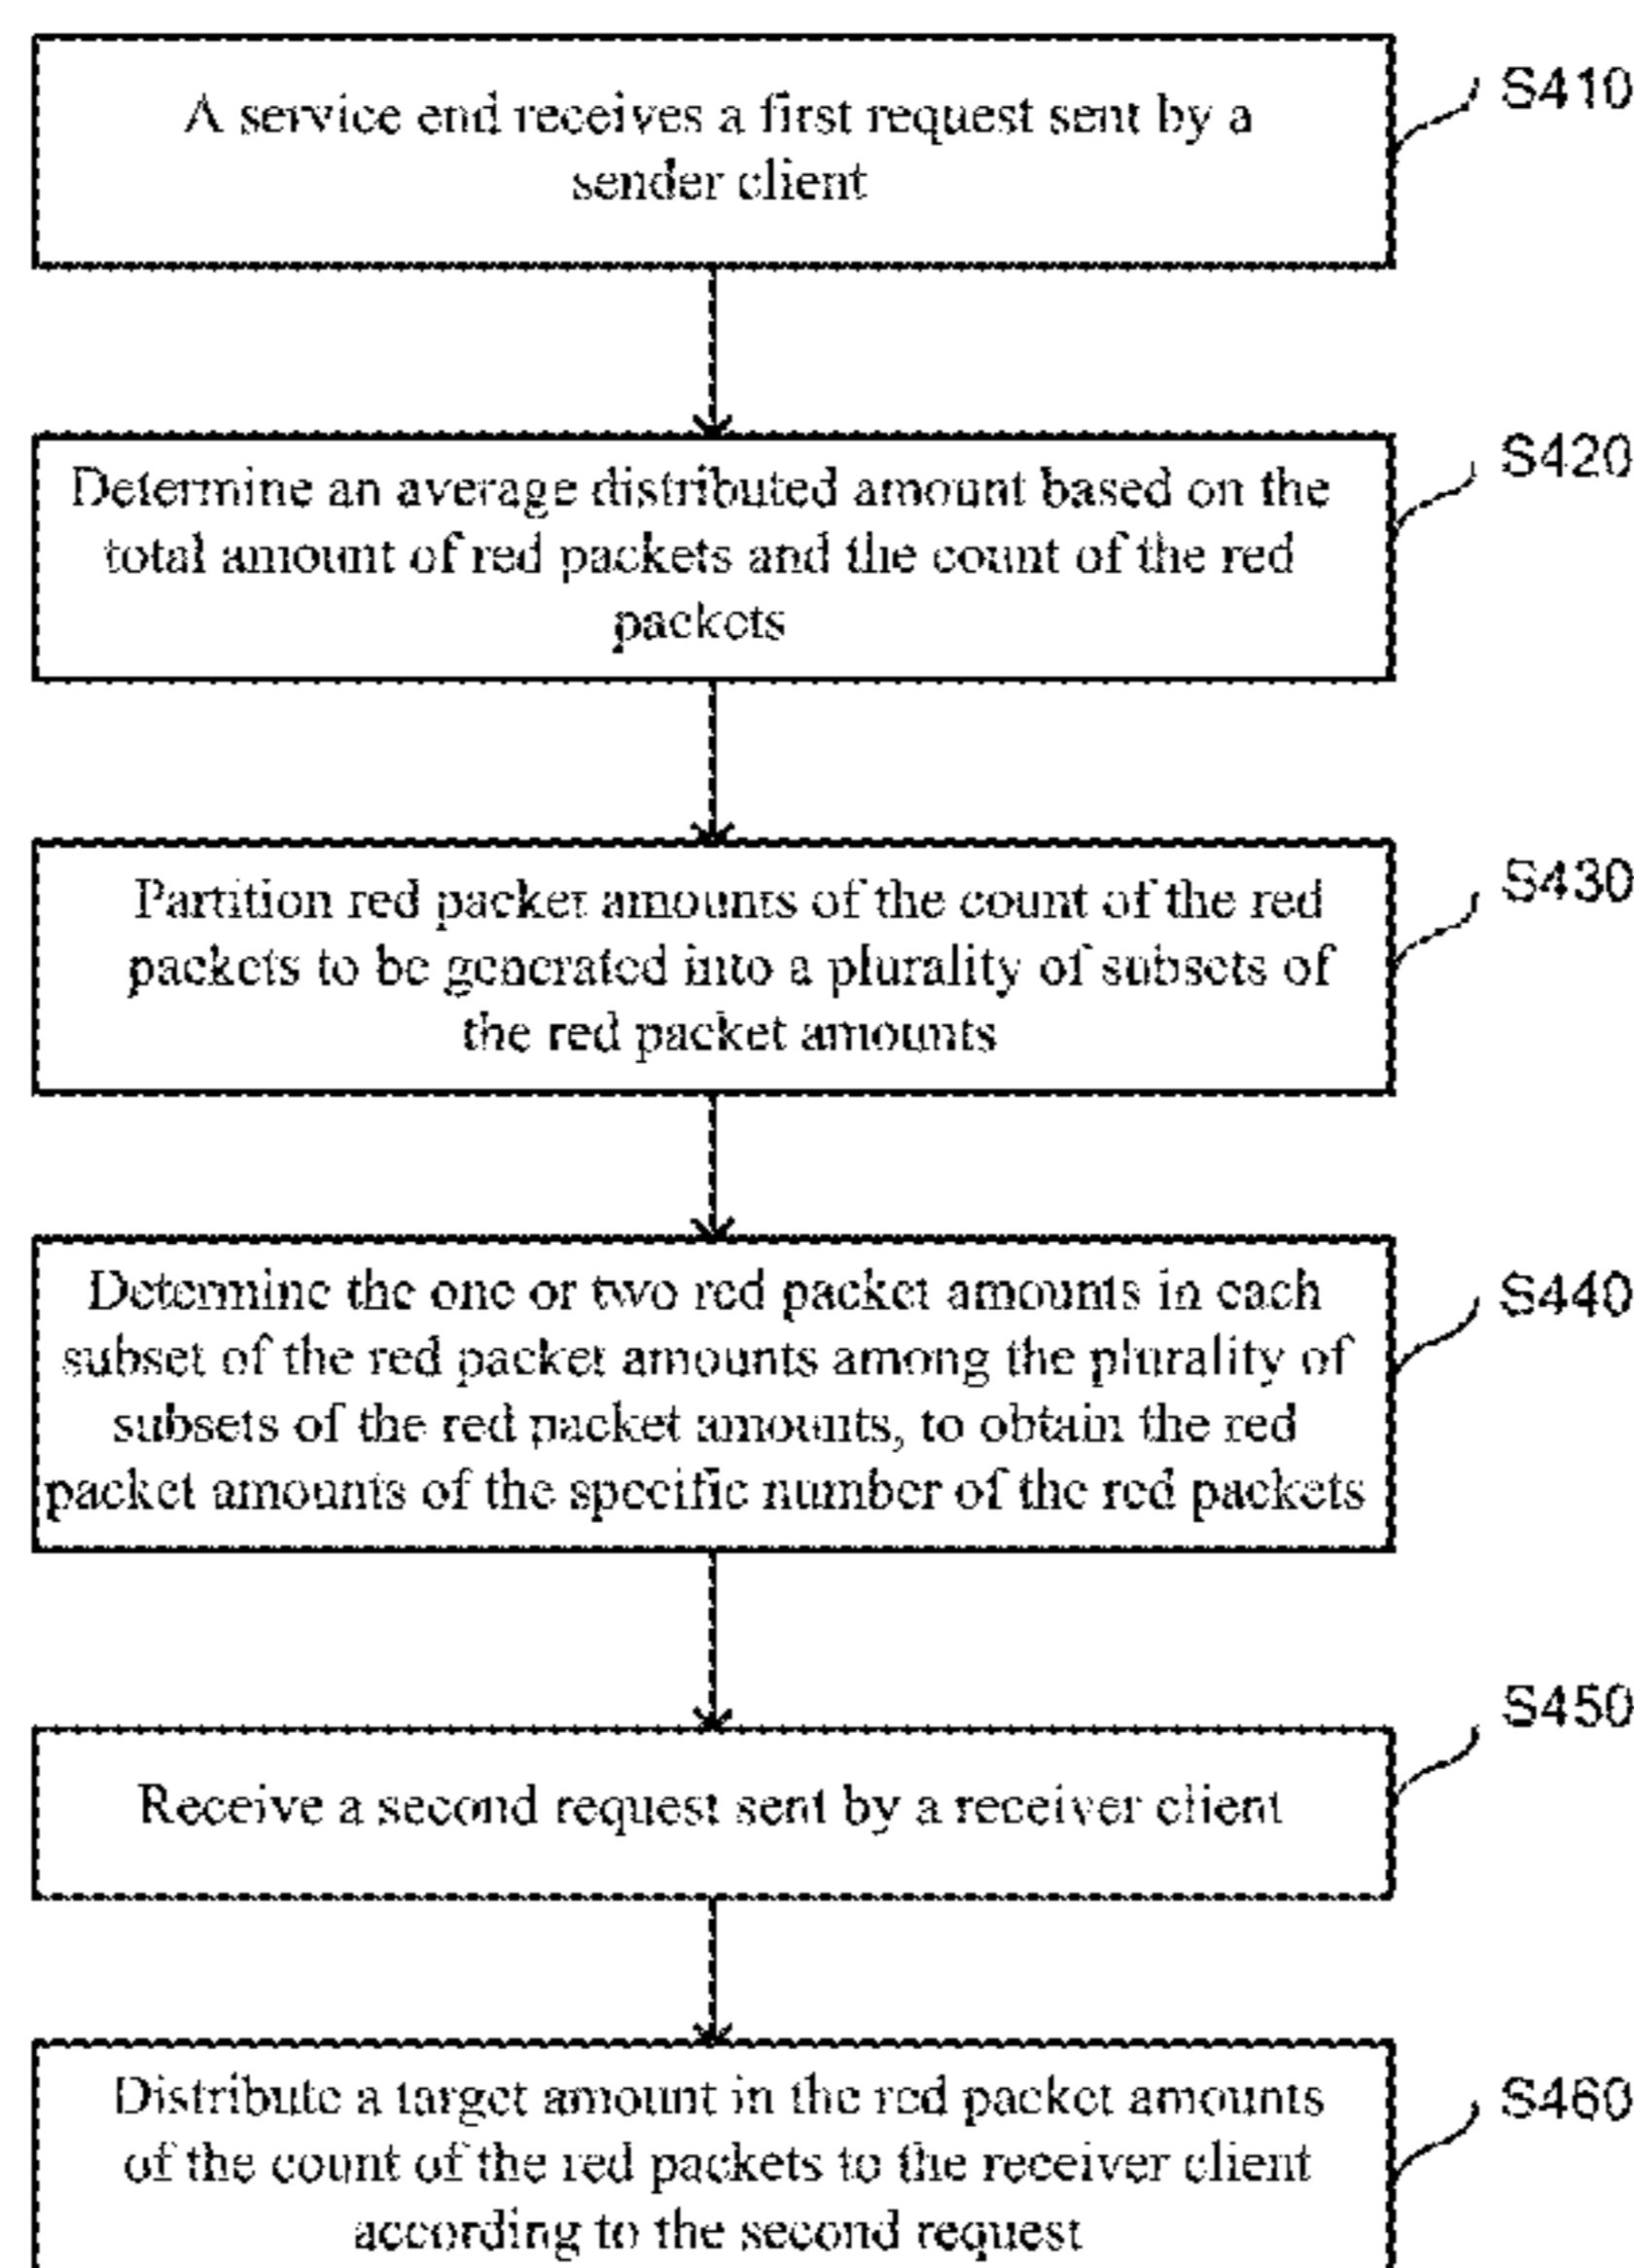 A service end receives a first request sent by a
sender client
S410
Determine an average distributed amount based on the
total amount of red packets and the count of the red
packets
S420
Partition red packet amounts of the count of the red
packets to be generated into a plurality of subsets of
the red packet amounts
S430
Determine the one or two red packet amounts in each
subset of the red packet amounts among the plurality of
subsets of the red packet amounts, to obtain the red
packet amounts of the specific number of the red packets
S440
Receive a second request sent by a receiver client
S450
Distribute a target amount in the red packet amounts
of the count of the red packets to the receiver client
according to the second request
S460